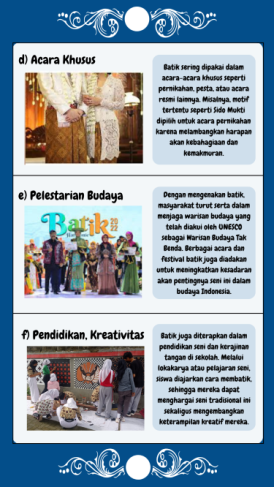 d) Acara Khusus
Batik sering dipakai dalam
acara-acara khusus seperti
pernikahan, pesta, atau acara
resmi lainnya. Misalnya, motif
tertentu seperti Sido Mukti
dipilih untuk acara pernikahan
karena melambangkan harapan
akan kebahagiaan dan
kemakmuran.
e) Pelestarian Budaya
Batik
Dengan mengenakan batik,
masyarakat turut serta dalam
menjaga warisan budaya yang
telah diakui oleh UNESCO
sebagai Warisan Budaya Tak
Benda. Berbagai acara dan
festival batik juga diadakan
untuk meningkatkan kesadaran
akan pentingnya seni ini dalam
budaya Indonesia.
f) Pendidikan, Kreativitas
Batik juga diterapkan dalam
pendidikan seni dan kerajinan
tangan di sekolah. Melalui
lokakarya atau pelajaran seni,
siswa diajarkan cara membatik,
sehingga mereka dapat
menghargai seni tradisional ini
sekaligus mengembangkan
keterampilan kreatif mereka.